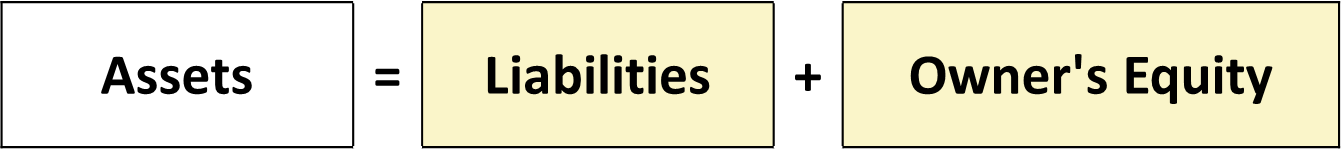 Assets = Liabilities + Owner's Equity